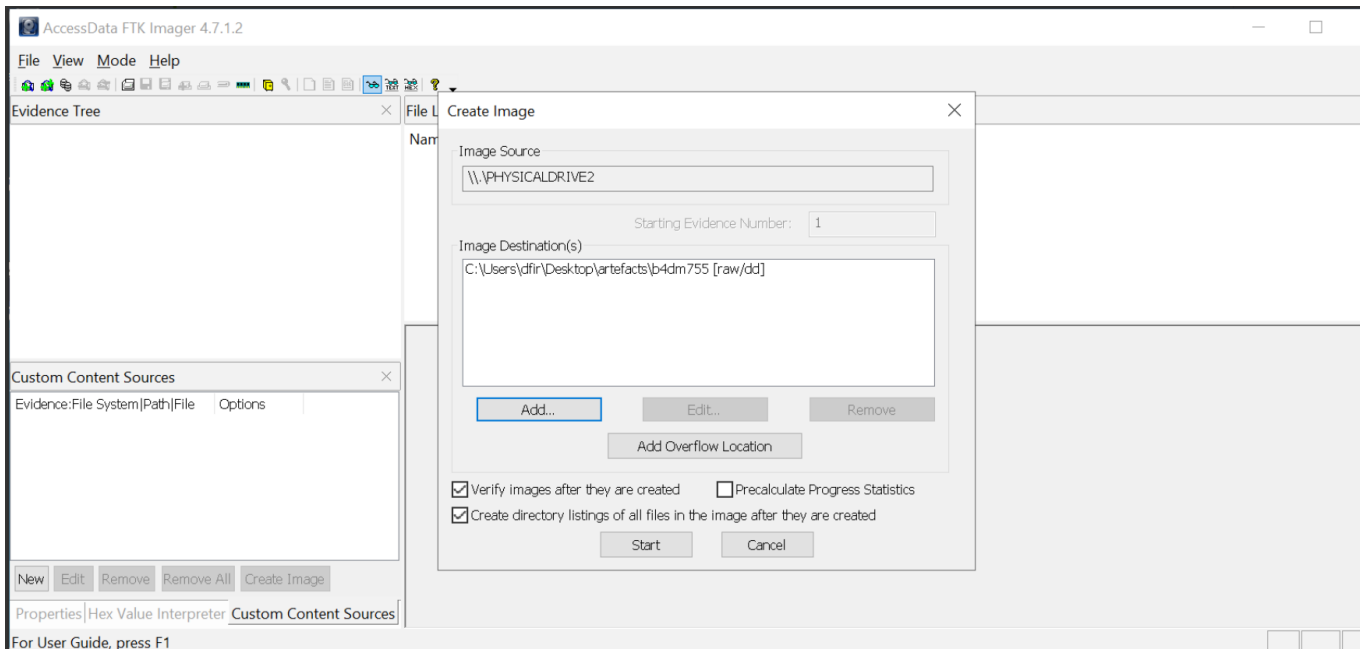 AccessData FTK Imager 4.7.1.2
File View Mode Help
Evidence Tree
File L
Nam
Create Image
Image Source
\\.\PHYSICALDRIVE2
Starting Evidence Number: 1
Image Destination(s)
C:\Users\dfir\Desktop\artefacts\b4dm755 [raw/dd]
Add... Edit... Remove
Add Overflow Location
Verify images after they are created Precalculate Progress Statistics
Create directory listings of all files in the image after they are created
Start Cancel
Custom Content Sources
Evidence:File System|Path|File Options
New Edit Remove Remove All Create Image
Properties Hex Value Interpreter Custom Content Sources
For User Guide, press F1